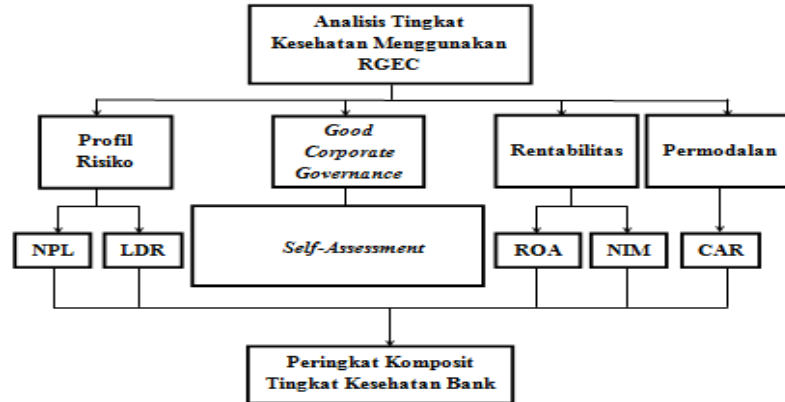 Analisis Tingkat
Kesehatan Menggunakan
RGEC
Profil
Risiko
Good
Corporate
Governance
Rentabilitas
Permodalan
NPL
LDR
Self-Assessment
ROA
NIM
CAR
Peringkat Komposit
Tingkat Kesehatan Bank